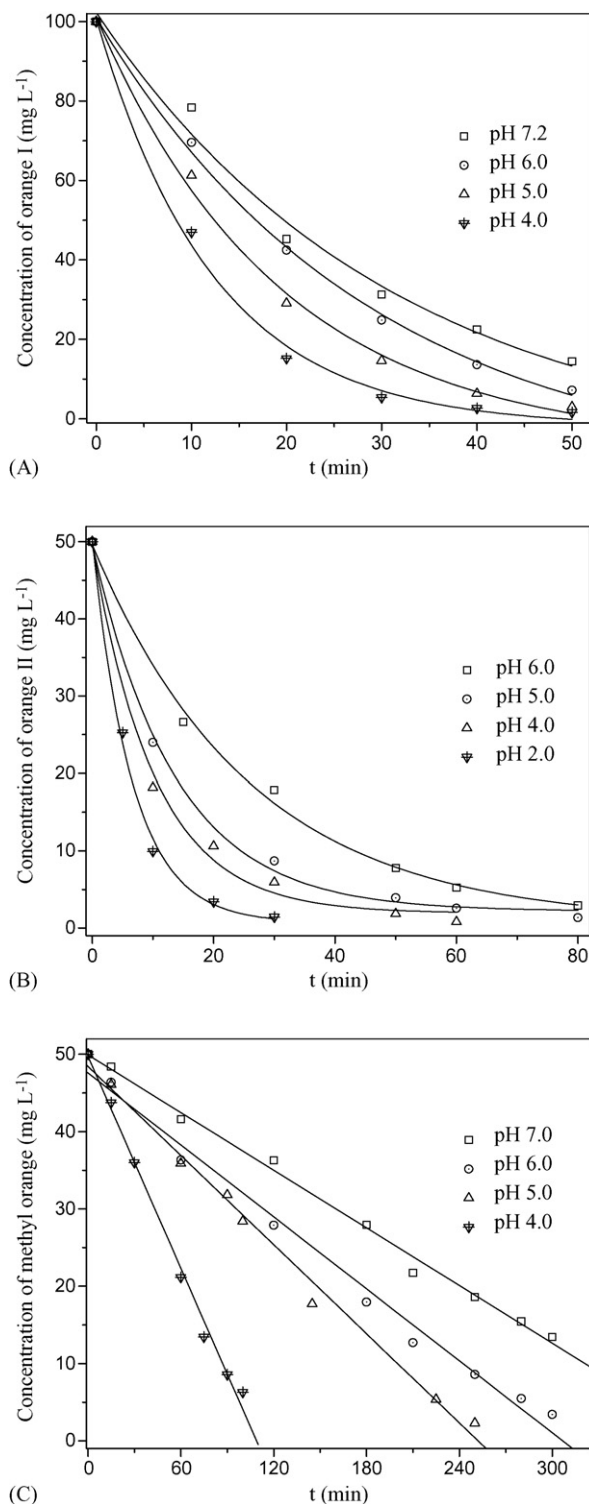 100
80
60
40
20
0
Concentration of orange I (mg L⁻¹)
pH 7.2
pH 6.0
pH 5.0
pH 4.0
0 10 20 30 40 50
(A) t (min)
50
40
30
20
10
0
Concentration of orange II (mg L⁻¹)
pH 6.0
pH 5.0
pH 4.0
pH 2.0
0 20 40 60 80
(B) t (min)
50
40
30
20
10
0
Concentration of methyl orange (mg L⁻¹)
pH 7.0
pH 6.0
pH 5.0
pH 4.0
0 60 120 180 240 300
(C) t (min)